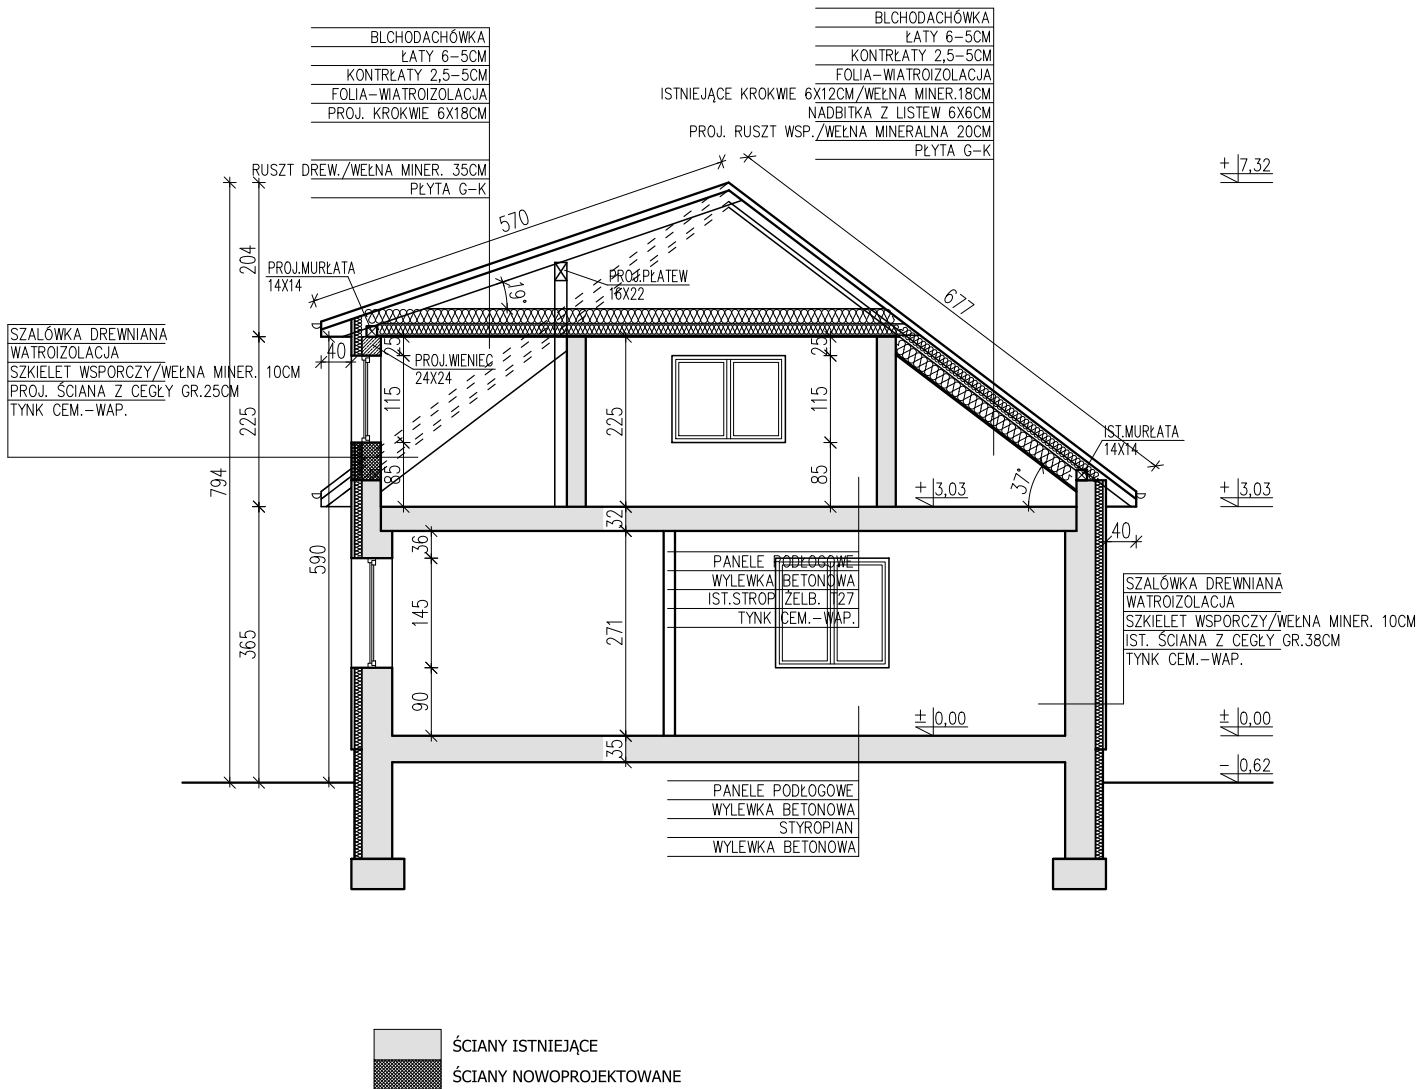 BLCHODACHÓWKA
ŁATY 6-5CM
KONTRŁATY 2,5-5CM
FOLIA-WIATROIZOLACJA
PROJ. KROKWIE 6X18CM
RUSZT DREW./WEŁNA MINER. 35CM
PŁYTA G-K
BLCHODACHÓWKA
ŁATY 6-5CM
KONTRŁATY 2,5-5CM
FOLIA-WIATROIZOLACJA
ISTNIEJĄCE KROKWIE 6X12CM/WEŁNA MINER.18CM
NADBITKA Z LISTEW 6X6CM
PROJ. RUSZT WSP./WEŁNA MINERALNA 20CM
PŁYTA G-K
+ 7,32
570
677
204
PROJ.MURŁATA
14X14
19°
PROJ.PŁATEW
16X22
SZALÓWKA DREWNIANA
WATROIZOLACJA
SZKIELET WSPORCZY/WEŁNA MINER. 10CM
PROJ. ŚCIANA Z CEGŁY GR.25CM
TYNK CEM.-WAP.
40
25
PROJ.WIENIEC
24X24
25
115
225
115
225
IST.MURŁATA
14X14
794
85
85
37°
+ 3,03
+ 3,03
32
36
40
590
PANELE PODŁOGOWE
WYLEWKA BETONOWA
IST.STROP ŻELB. T27
TYNK CEM.-WAP.
145
271
365
SZALÓWKA DREWNIANA
WATROIZOLACJA
SZKIELET WSPORCZY/WEŁNA MINER. 10CM
IST. ŚCIANA Z CEGŁY GR.38CM
TYNK CEM.-WAP.
90
± 0,00
± 0,00
35
- 0,62
PANELE PODŁOGOWE
WYLEWKA BETONOWA
STYROPIAN
WYLEWKA BETONOWA
ŚCIANY ISTNIEJĄCE
ŚCIANY NOWOPROJEKTOWANE